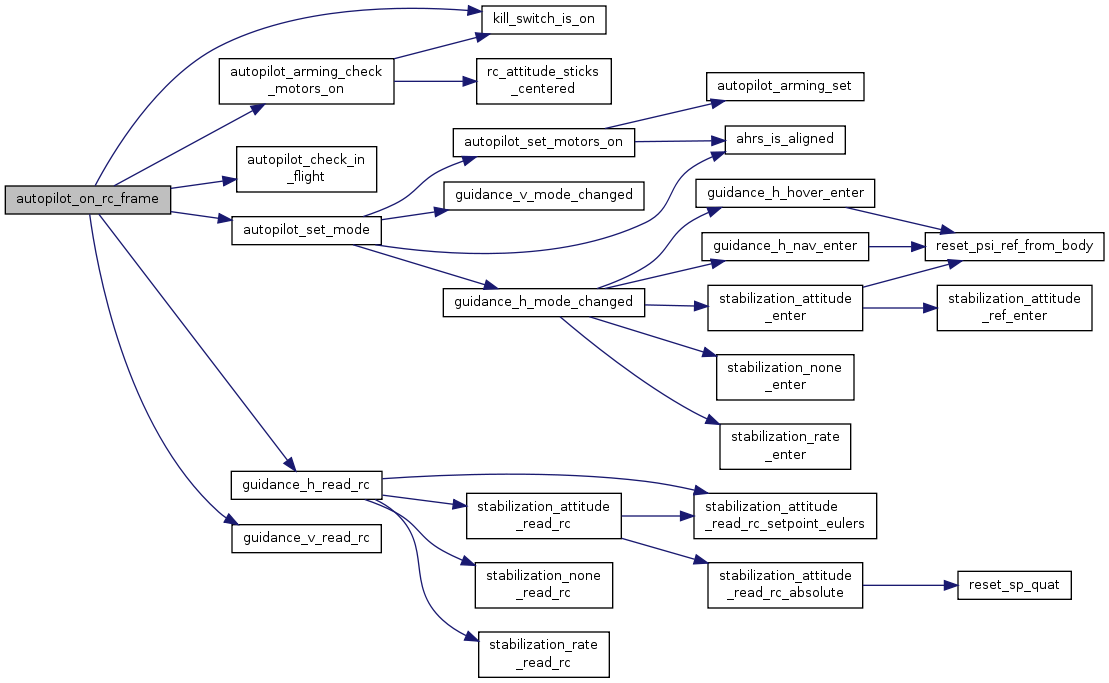 kill_switch_is_on
autopilot_arming_check
_motors_on
rc_attitude_sticks
_centered
autopilot_arming_set
autopilot_set_motors_on
ahrs_is_aligned
autopilot_check_in
_flight
autopilot_on_rc_frame
guidance_v_mode_changed
guidance_h_hover_enter
autopilot_set_mode
guidance_h_nav_enter
reset_psi_ref_from_body
guidance_h_mode_changed
stabilization_attitude
_enter
stabilization_attitude
_ref_enter
stabilization_none
_enter
stabilization_rate
_enter
guidance_h_read_rc
stabilization_attitude
_read_rc
stabilization_attitude
_read_rc_setpoint_eulers
guidance_v_read_rc
stabilization_none
_read_rc
stabilization_attitude
_read_rc_absolute
reset_sp_quat
stabilization_rate
_read_rc